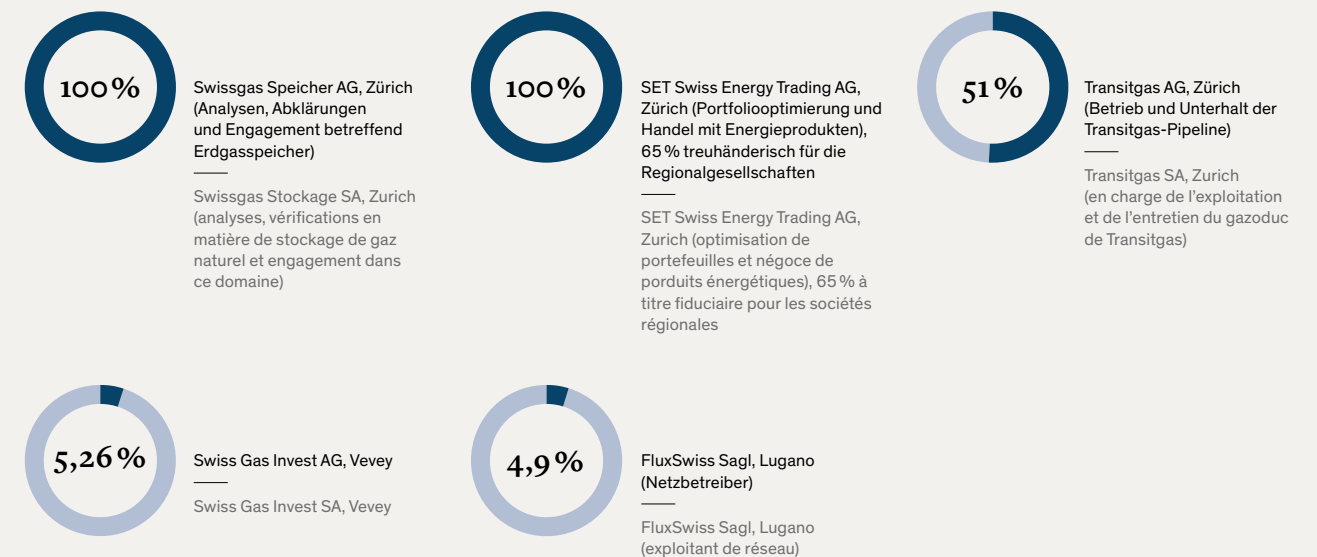 100 %
Swissgas Speicher AG, Zürich
(Analysen, Abklärungen
und Engagement betreffend
Erdgasspeicher)
Swissgas Stockage SA, Zurich
(analyses, vérifications en
matière de stockage de gaz
naturel et engagement dans
ce domaine)
100 %
SET Swiss Energy Trading AG,
Zürich (Portfoliooptimierung und
Handel mit Energieprodukten),
65 % treuhänderisch für die
Regionalgesellschaften
SET Swiss Energy Trading AG,
Zurich (optimisation de
portefeuilles et négoce de
porduits énergétiques), 65 % à
titre fiduciaire pour les sociétés
régionales
51 %
Transitgas AG, Zürich
(Betrieb und Unterhalt der
Transitgas-Pipeline)
Transitgas SA, Zurich
(en charge de l’exploitation
et de l’entretien du gazoduc
de Transitgas)
5,26 %
Swiss Gas Invest AG, Vevey
Swiss Gas Invest SA, Vevey
4,9 %
FluxSwiss Sagl, Lugano
(Netzbetreiber)
FluxSwiss Sagl, Lugano
(exploitant de réseau)